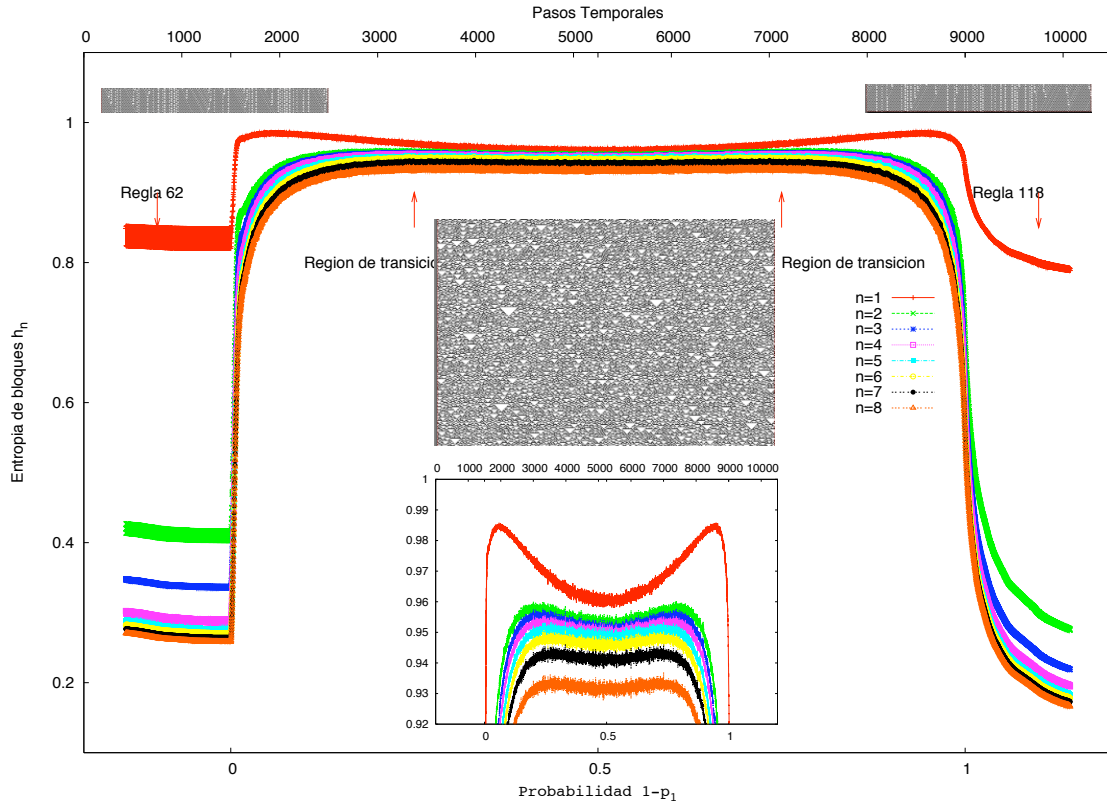 Pasos Temporales
0 1000 2000 3000 4000 5000 6000 7000 8000 9000 10000
1
0.8
0.6
0.4
0.2
Entropia de bloques hn
Regla 62
Regla 118
Region de transicio
Region de transicion
n=1
n=2
n=3
n=4
n=5
n=6
n=7
n=8
0 1000 2000 3000 4000 5000 6000 7000 8000 9000 10000
1
0.99
0.98
0.97
0.96
0.95
0.94
0.93
0.92
0 0.5 1
0 0.5 1
Probabilidad 1-p1